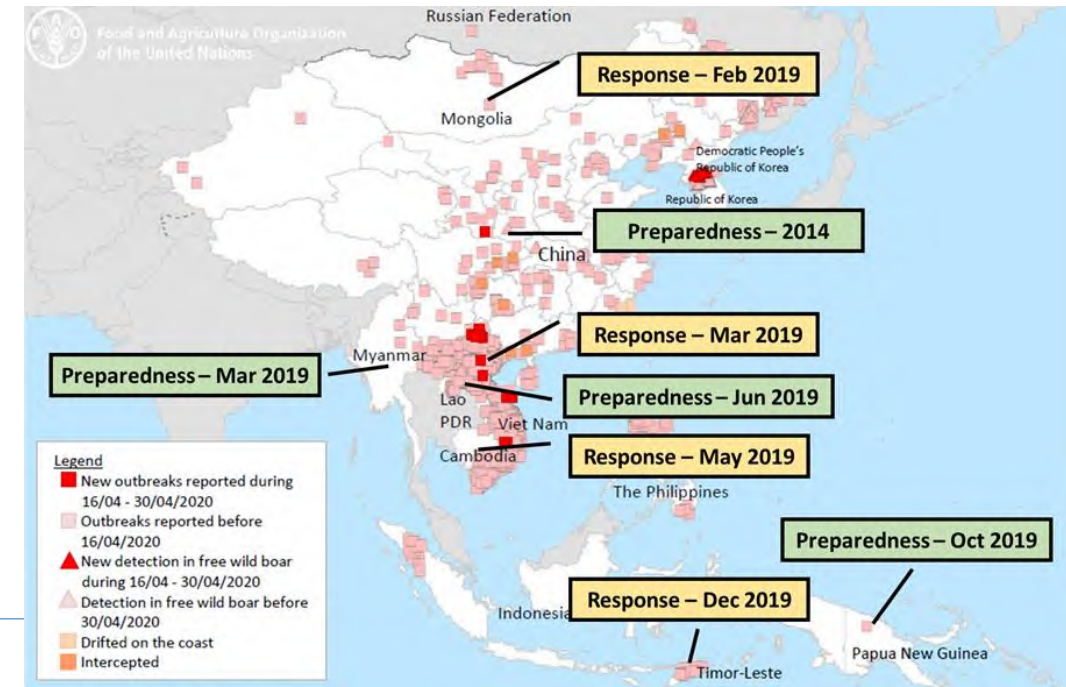 Russian Federation
Food and Agriculture Organization
of the United Nations
Response – Feb 2019
Mongolia
Democratic People's
Republic of Korea
Republic of Korea
Preparedness – 2014
China
Response – Mar 2019
Myanmar
Preparedness – Mar 2019
Preparedness – Jun 2019
Lao
PDR
Viet Nam
Cambodia
Response – May 2019
The Philippines
Legend
New outbreaks reported during
16/04 - 30/04/2020
Outbreaks reported before
16/04/2020
New detection in free wild boar
during 16/04 - 30/04/2020
Detection in free wild boar before
30/04/2020
Drifted on the coast
Intercepted
Preparedness – Oct 2019
Response – Dec 2019
Indonesia
Papua New Guinea
Timor-Leste